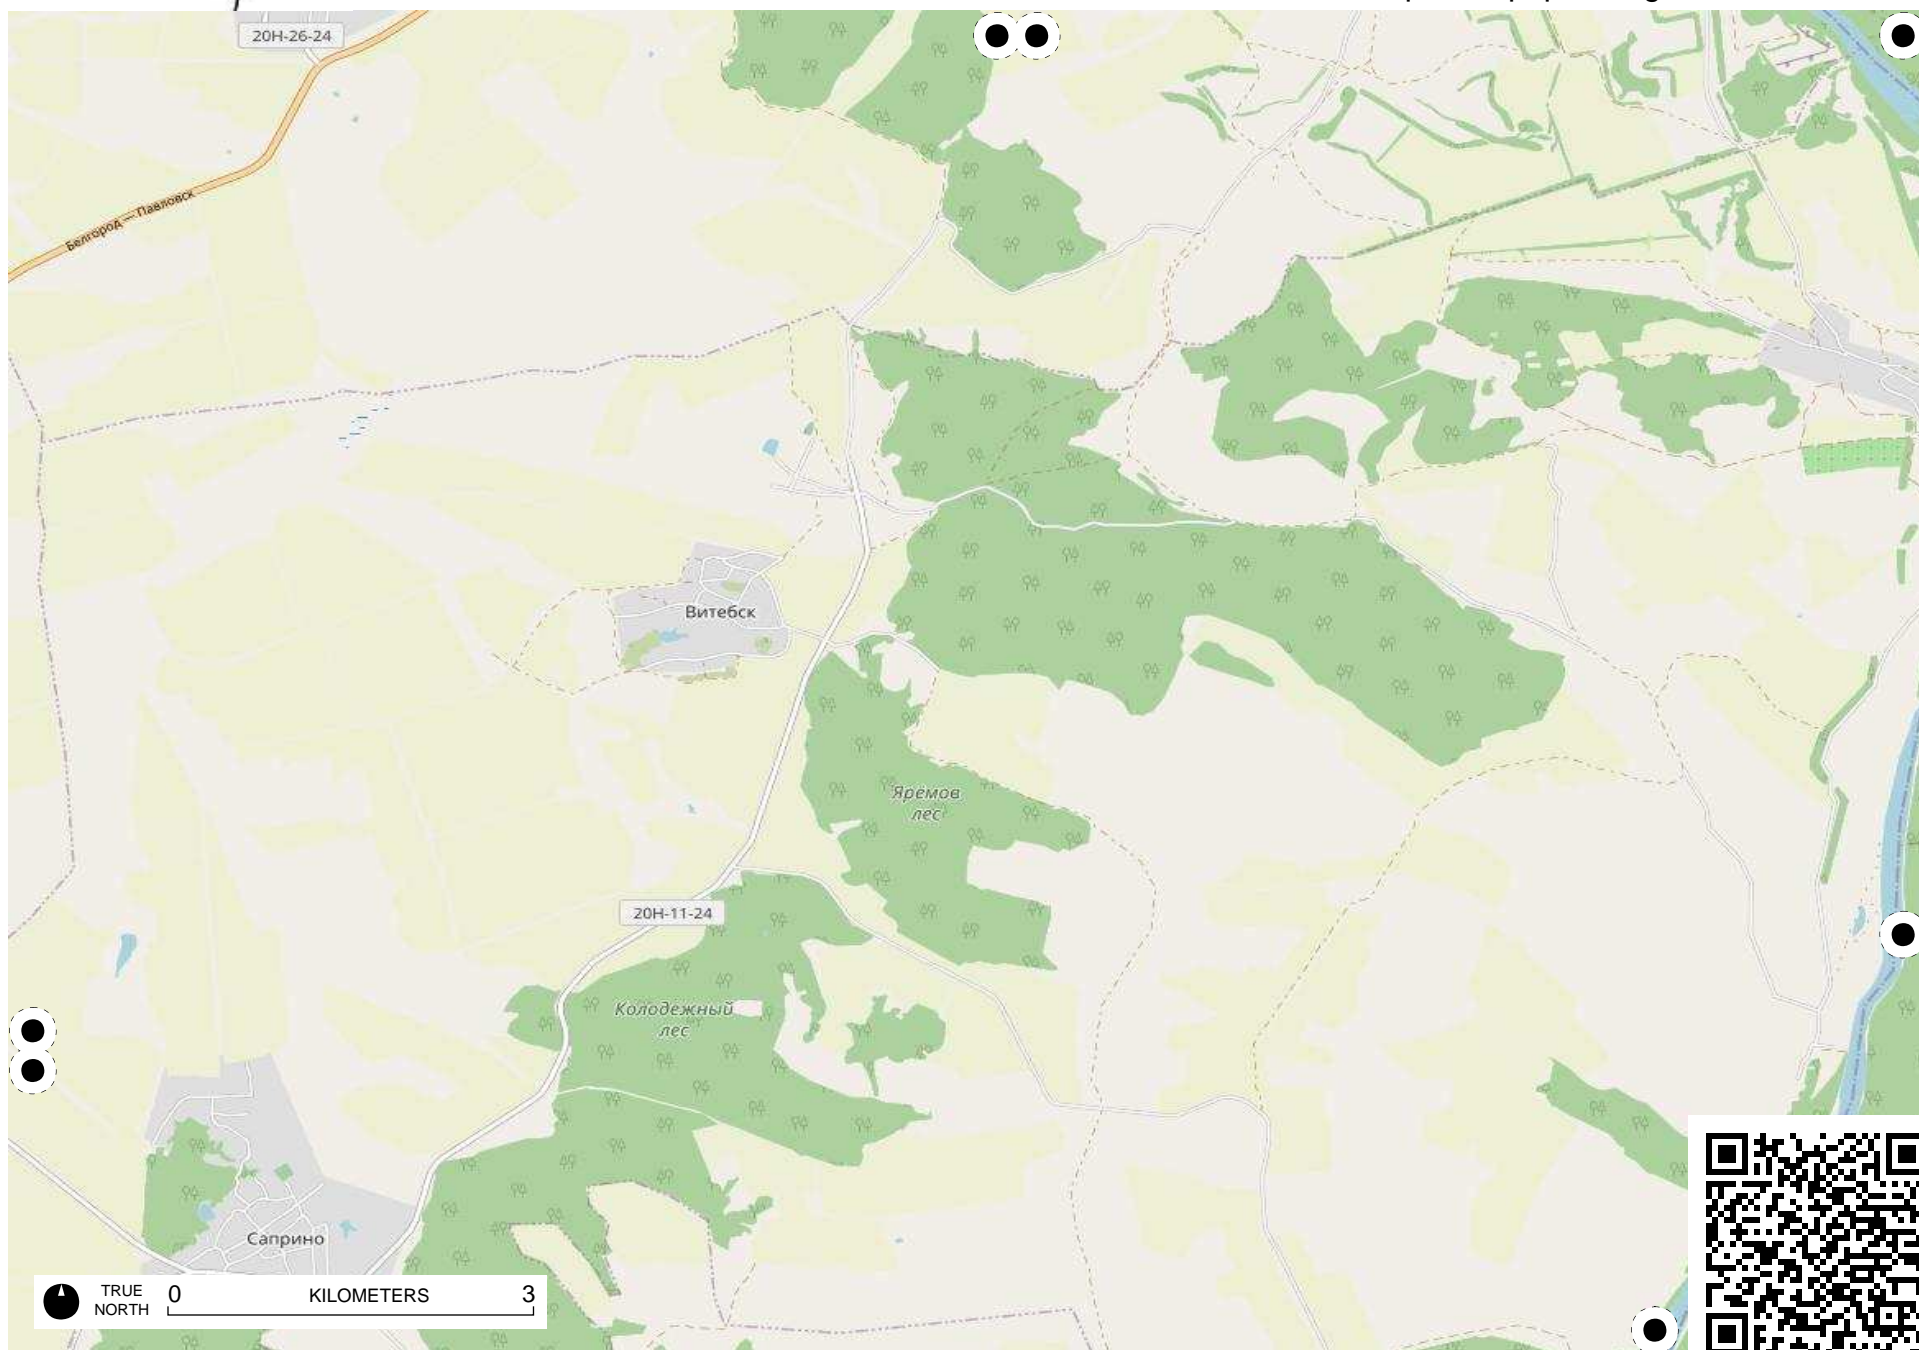 20Н-26-24
Белгород — Павловск
Витебск
Яремов
лес
20Н-11-24
Колодежный
лес
Саприно
TRUE
NORTH
0 KILOMETERS 3